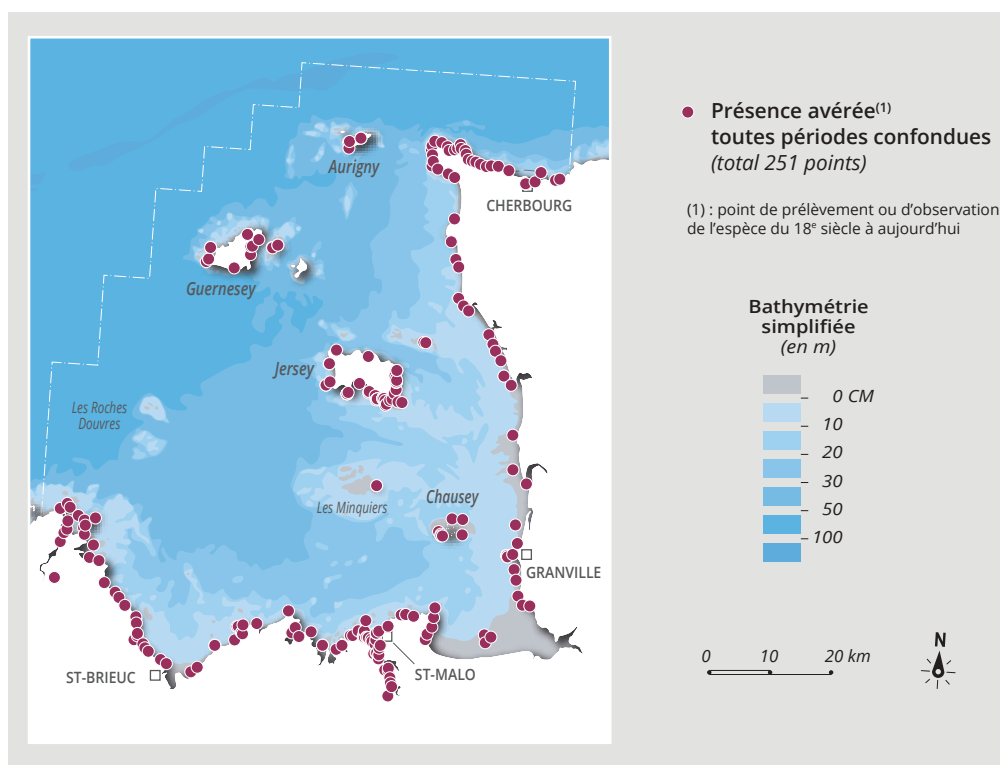 Aurigny
CHERBOURG
Guernesey
Jersey
Les Roches
Douvres
Les Minquiers
Chausey
GRANVILLE
ST-BRIEUC
ST-MALO
Présence avérée(1)
toutes périodes confondues
(total 251 points)
(1) : point de prélèvement ou d'observation
de l'espèce du 18e siècle à aujourd'hui
Bathymétrie
simplifiée
(en m)
0 CM
10
20
30
50
100
0 10 20 km
N